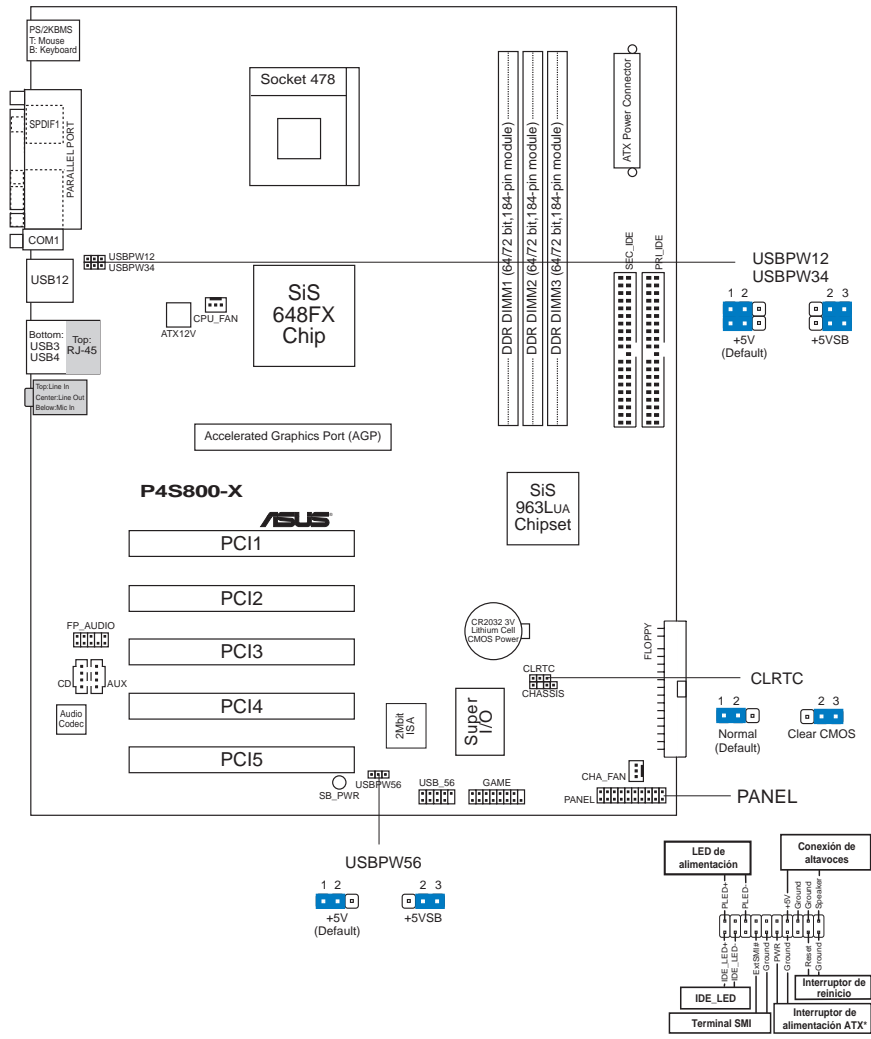 PS/2KBMS
T: Mouse
B: Keyboard
SPDIF1
PARALLEL PORT
COM1
USB12
USBPW12
USBPW34
Bottom:
USB3
USB4
Top:
RJ-45
Top:Line In
Center:Line Out
Below:Mic In
Socket 478
ATX12V
CPU_FAN
SiS
648FX
Chip
DDR DIMM1 (64/72 bit,184-pin module)
DDR DIMM2 (64/72 bit,184-pin module)
DDR DIMM3 (64/72 bit,184-pin module)
ATX Power Connector
SEC_IDE
PRI_IDE
USBPW12
USBPW34
1 2
2 3
+5V
(Default)
+5VSB
Accelerated Graphics Port (AGP)
P4S800-X
ASUS
SiS
963LUA
Chipset
PCI1
PCI2
PCI3
PCI4
PCI5
FP_AUDIO
CD
AUX
Audio
Codec
CR2032 3V
Lithium Cell
CMOS Power
FLOPPY
CLRTC
CHASSIS
2Mbit
ISA
Super
I/O
CLRTC
1 2
2 3
Normal
(Default)
Clear CMOS
SB_PWR
USBPW56
USB_56
GAME
CHA_FAN
PANEL
PANEL
USBPW56
1 2
2 3
+5V
(Default)
+5VSB
LED de
alimentación
Conexión de
altavoces
PLED+
PLED-
+5V
Ground
Ground
Speaker
IDE_LED+
IDE_LED-
ExtSMI#
Ground
PWR
Ground
Reset
Ground
IDE_LED
Interruptor de
reinicio
Terminal SMI
Interruptor de
alimentación ATX*